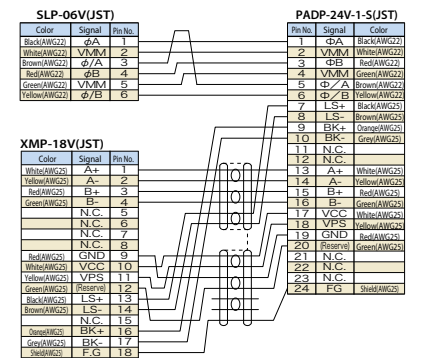 SLP-06V(JST)
Color Signal Pin No.
Black(AWG22) ϕA 1
White(AWG22) VMM 2
Brown(AWG22) ϕ/A 3
Red(AWG22) ϕB 4
Green(AWG22) VMM 5
Yellow(AWG22) ϕ/B 6
XMP-18V(JST)
Color Signal Pin No.
White(AWG25) A+ 1
Yellow(AWG25) A- 2
Red(AWG25) B+ 3
Green(AWG25) B- 4
N.C. 5
N.C. 6
N.C. 7
N.C. 8
Red(AWG25) GND 9
White(AWG25) VCC 10
Yellow(AWG25) VPS 11
Green(AWG25) (Reserve) 12
Black(AWG25) LS+ 13
Brown(AWG25) LS- 14
N.C. 15
Orange(AWG25) BK+ 16
Grey(AWG25) BK- 17
Shield(AWG25) F.G 18
PADP-24V-1-S(JST)
Pin No. Signal Color
1 ΦA Black(AWG22)
2 VMM White(AWG22)
3 ΦB Red(AWG22)
4 VMM Green(AWG22)
5 Φ/A Brown(AWG22)
6 Φ/B Yellow(AWG22)
7 LS+ Black(AWG25)
8 LS- Brown(AWG25)
9 BK+ Orange(AWG25)
10 BK- Grey(AWG25)
11 N.C.
12 N.C.
13 A+ White(AWG25)
14 A- Yellow(AWG25)
15 B+ Red(AWG25)
16 B- Green(AWG25)
17 VCC White(AWG25)
18 VPS Yellow(AWG25)
19 GND Red(AWG25)
20 (Reserve) Green(AWG25)
21 N.C.
22 N.C.
23 N.C.
24 FG Shield(AWG25)